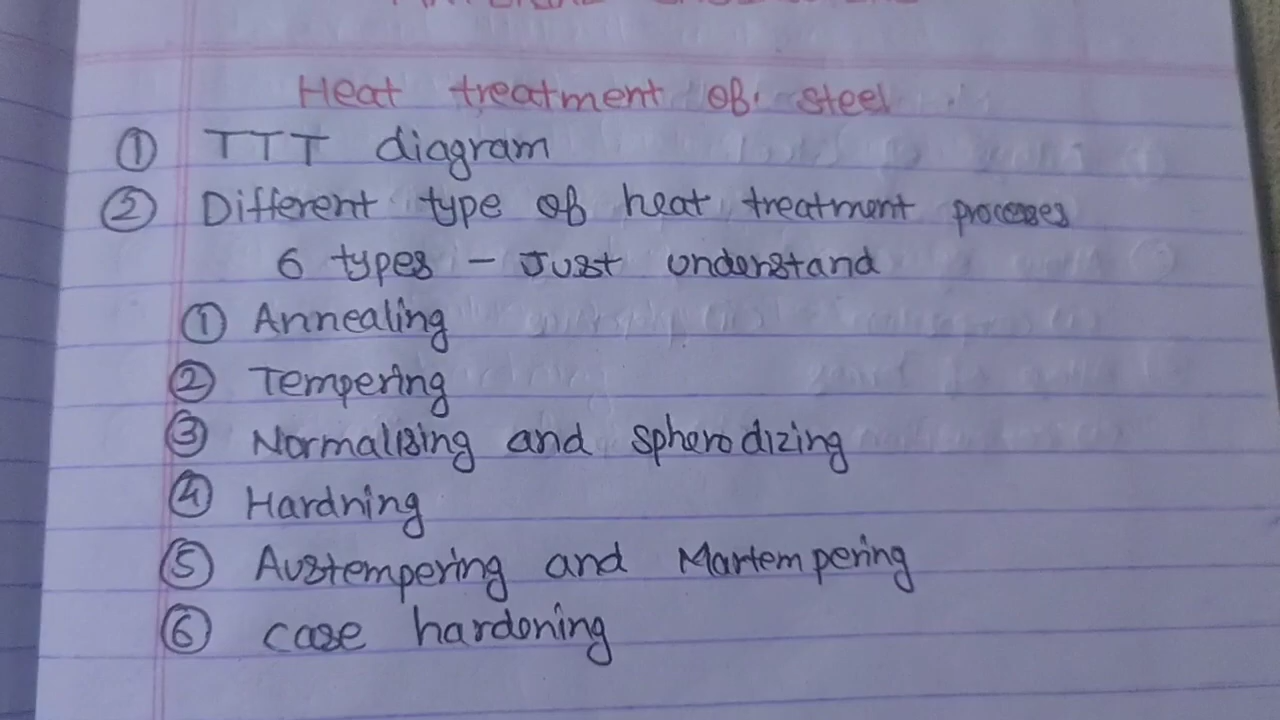 Heat treatment of steel
① TTT diagram
② Different type of heat treatment processes
6 types - Just understand
① Annealing
② Tempering
③ Normalising and spherodizing
④ Hardning
⑤ Austempering and Martempering
⑥ case hardening